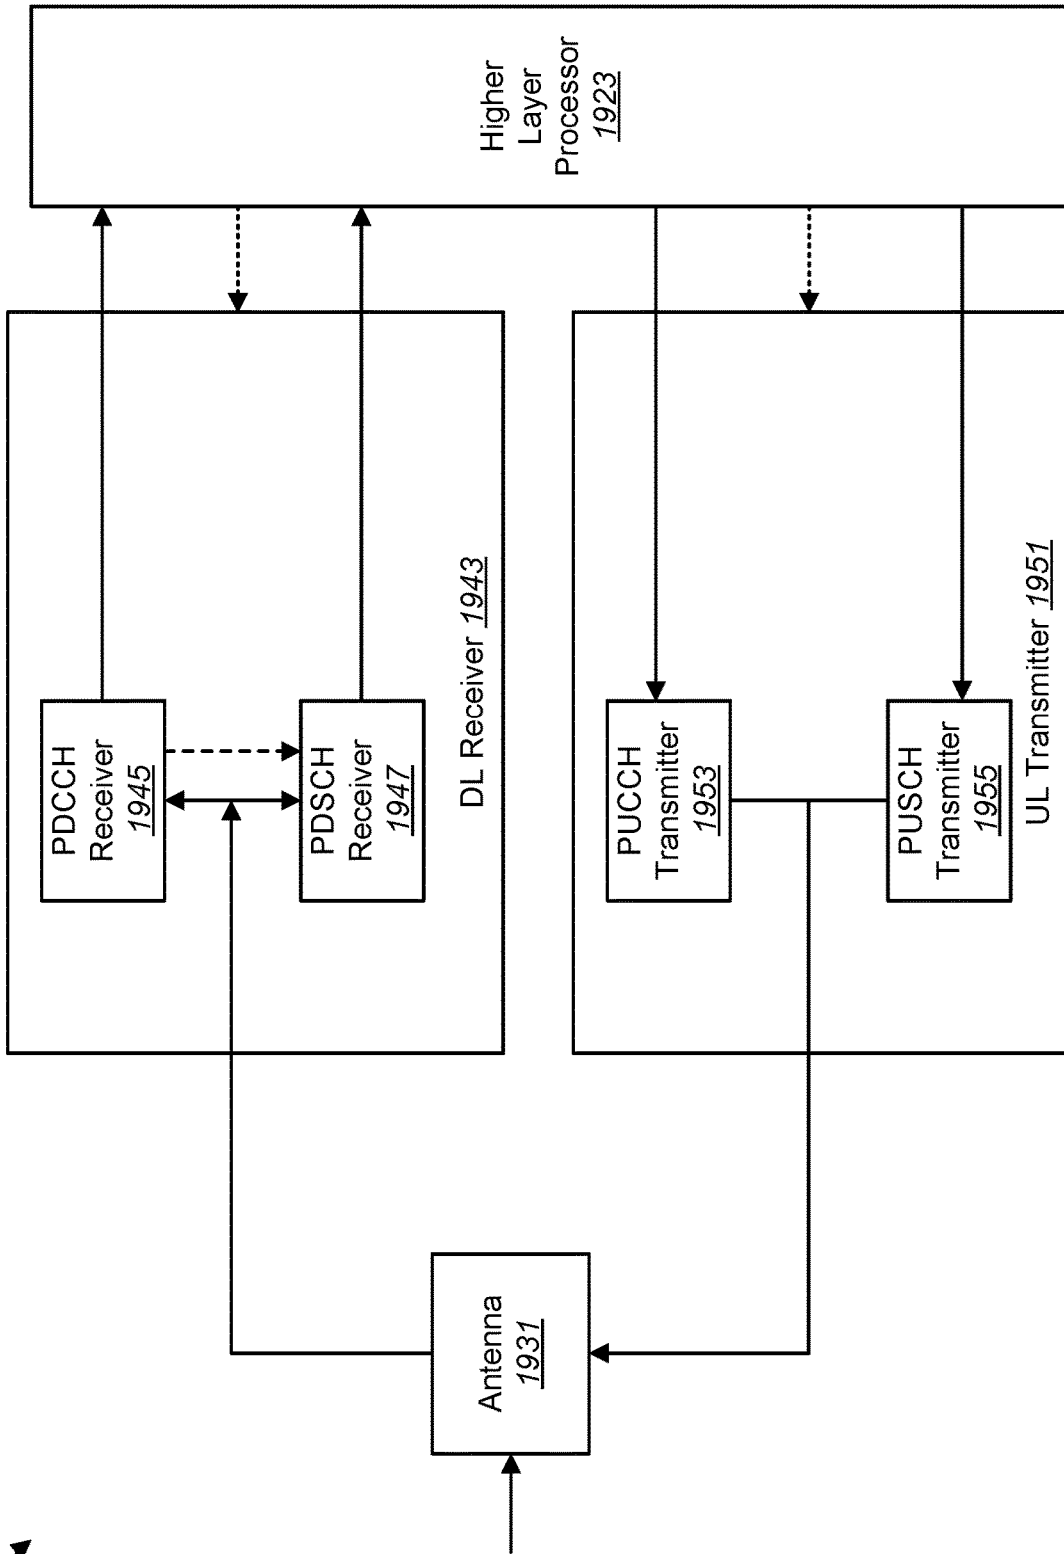 Higher
Layer
Processor
1923
PDCCH
Receiver
1945
PDSCH
Receiver
1947
DL Receiver 1943
PUCCH
Transmitter
1953
PUSCH
Transmitter
1955
UL Transmitter 1951
Antenna
1931